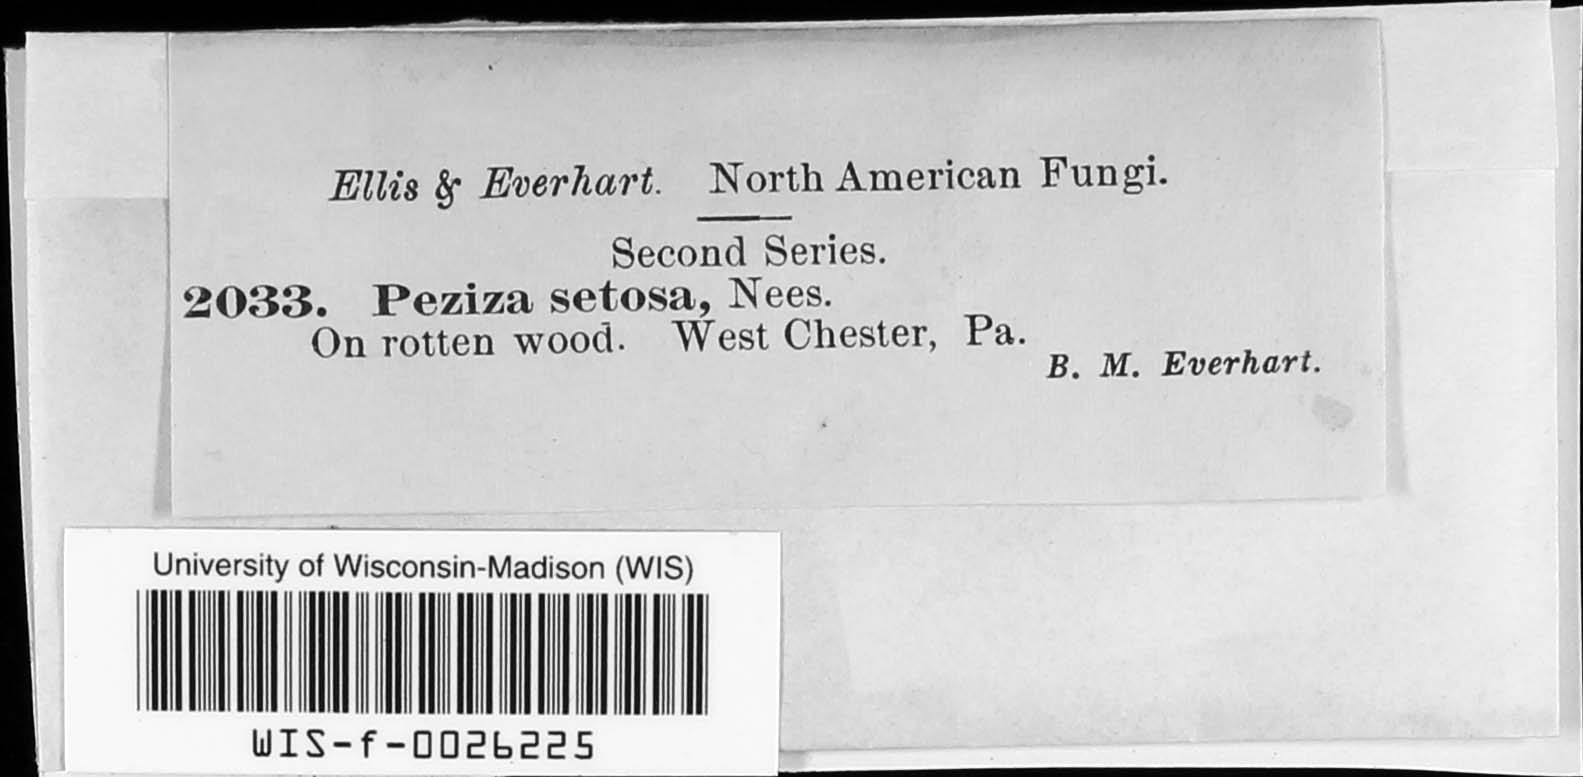 Ellis & Everhart. North American Fungi.
Second Series.
2033. Peziza setosa, Nees.
On rotten wood. West Chester, Pa.
B. M. Everhart.
University of Wisconsin-Madison (WIS)
WIS-f-0026225